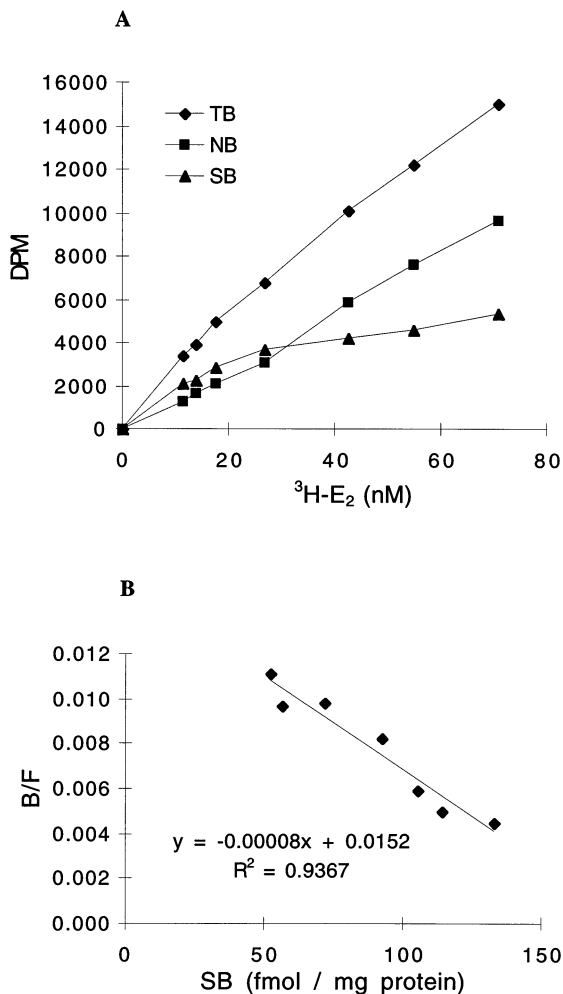 A
16000
14000
12000
10000
8000
6000
4000
2000
0
DPM
TB
NB
SB
0 20 40 60 80
³H-E₂ (nM)
B
0.012
0.010
0.008
0.006
0.004
0.002
0.000
B/F
y = -0.00008x + 0.0152
R² = 0.9367
0 50 100 150
SB (fmol / mg protein)